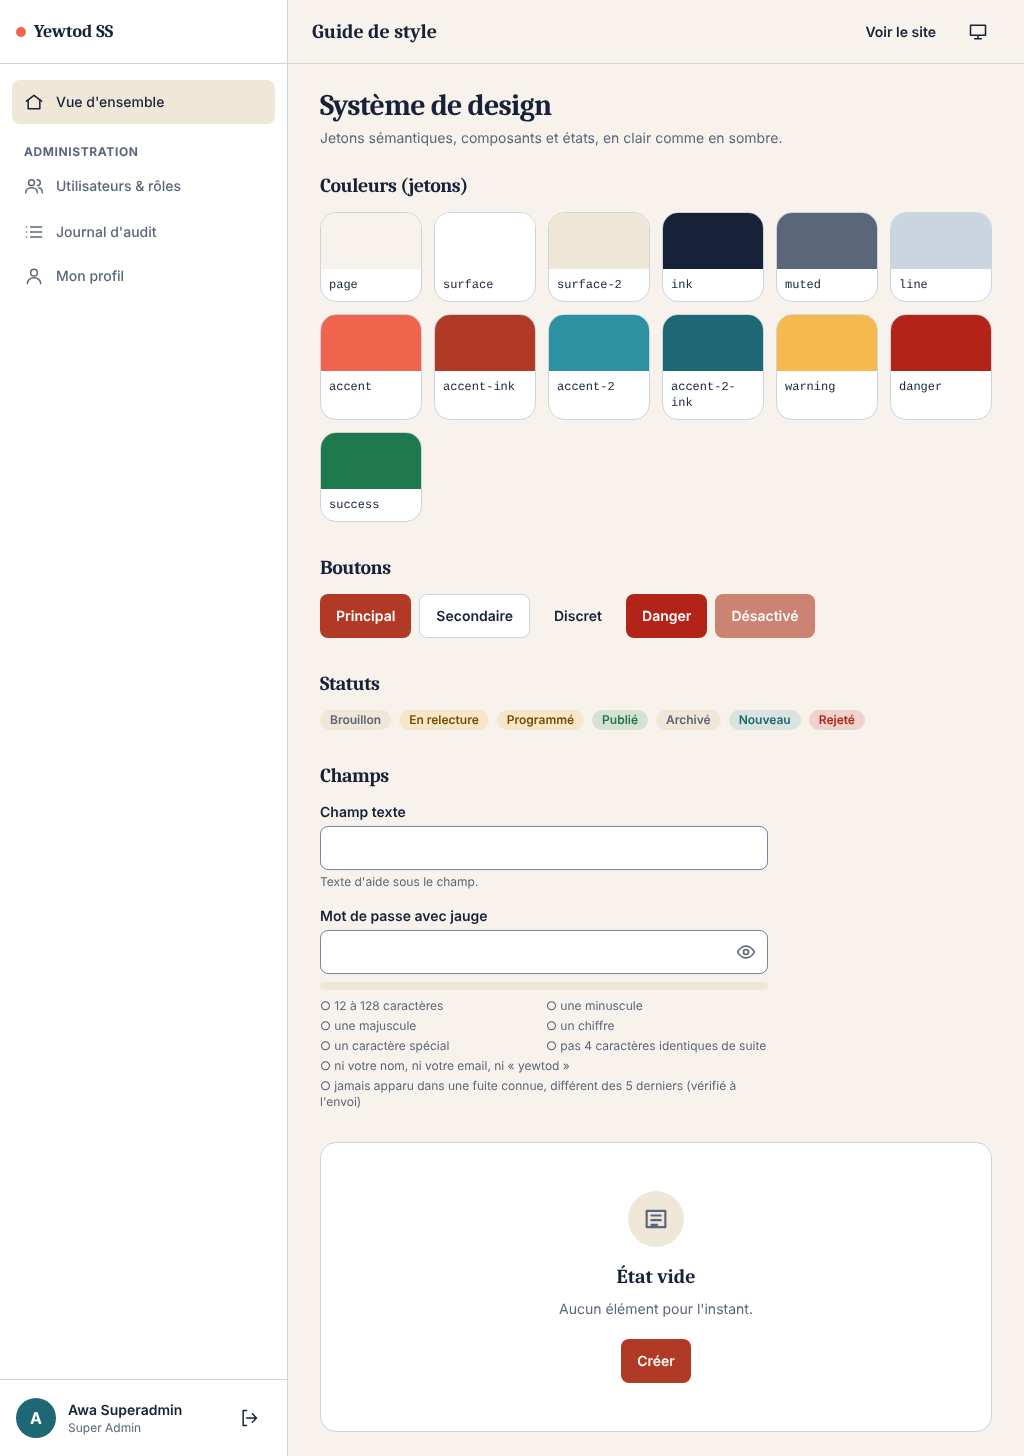 Yewtod SS
Guide de style
Voir le site
Vue d'ensemble
ADMINISTRATION
Utilisateurs & rôles
Journal d'audit
Mon profil
Système de design
Jetons sémantiques, composants et états, en clair comme en sombre.
Couleurs (jetons)
page
surface
surface-2
ink
muted
line
accent
accent-ink
accent-2
accent-2-
ink
warning
danger
success
Boutons
Principal
Secondaire
Discret
Danger
Désactivé
Statuts
Brouillon
En relecture
Programmé
Publié
Archivé
Nouveau
Rejeté
Champs
Champ texte
Texte d'aide sous le champ.
Mot de passe avec jauge
12 à 128 caractères
une minuscule
une majuscule
un chiffre
un caractère spécial
pas 4 caractères identiques de suite
ni votre nom, ni votre email, ni « yewtod »
jamais apparu dans une fuite connue, différent des 5 derniers (vérifié à
l'envoi)
État vide
Aucun élément pour l'instant.
Créer
A
Awa Superadmin
Super Admin